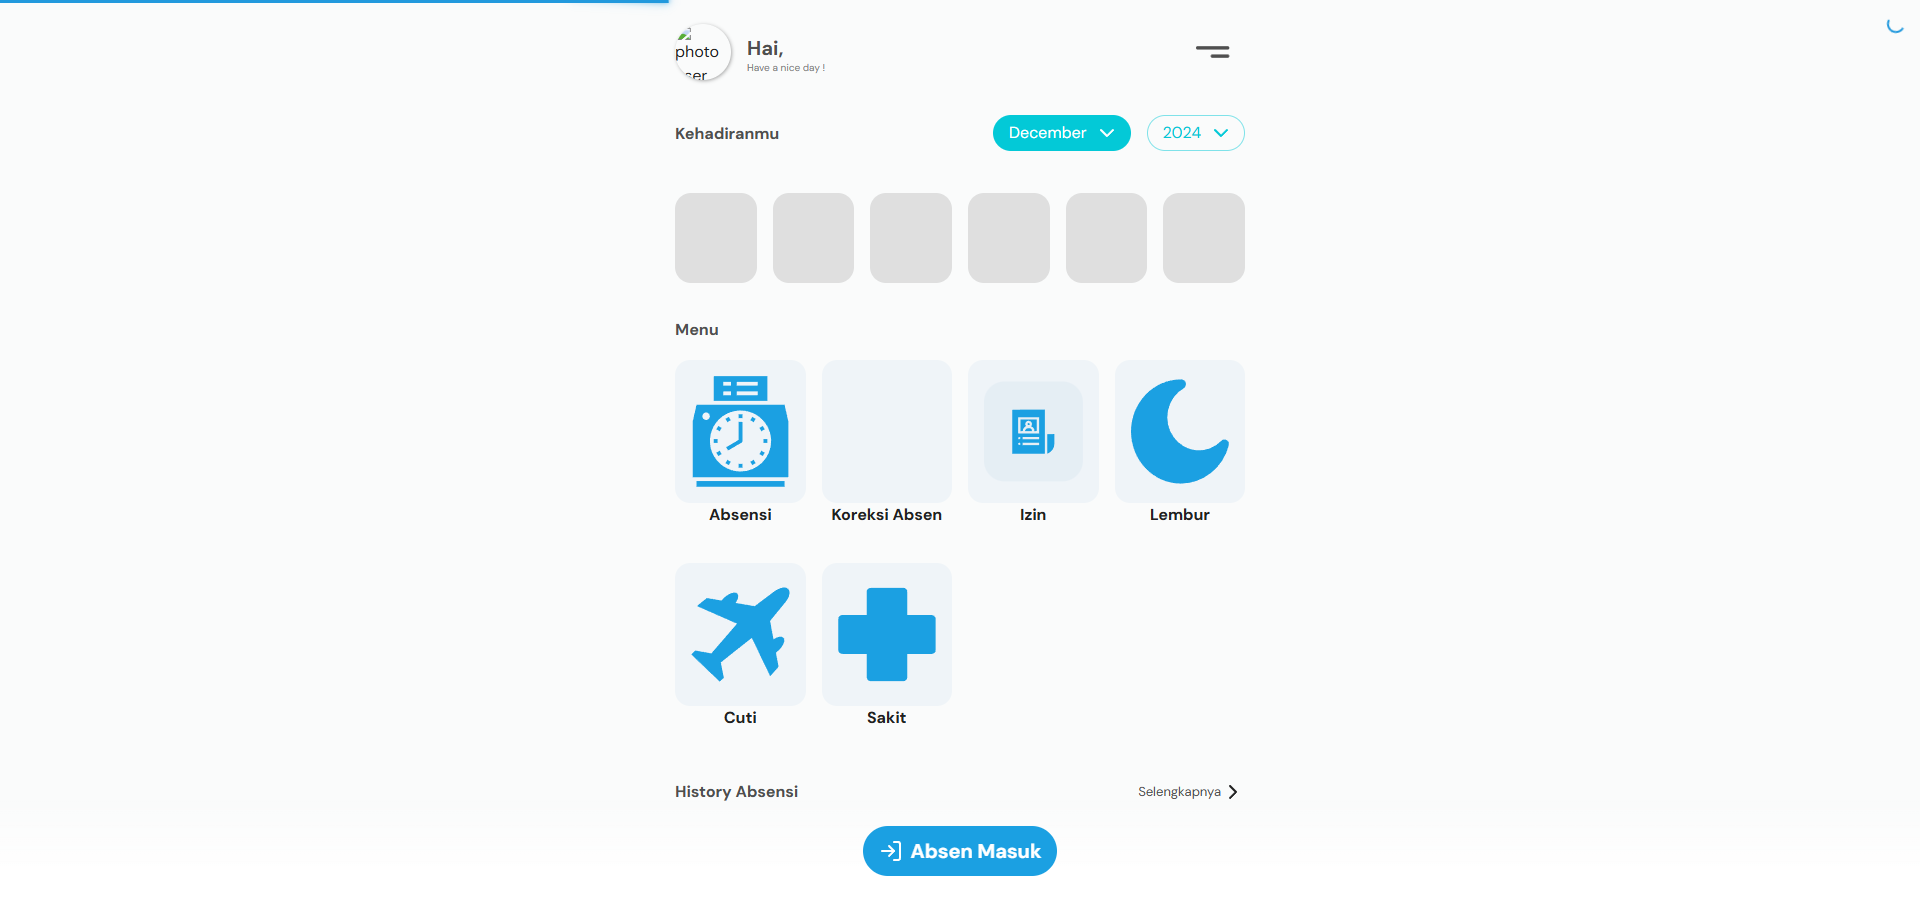 photo
Hai,
Have a nice day !
Kehadiranmu
December
2024
Menu
Absensi
Koreksi Absen
Izin
Lembur
Cuti
Sakit
History Absensi
Selengkapnya
Absen Masuk